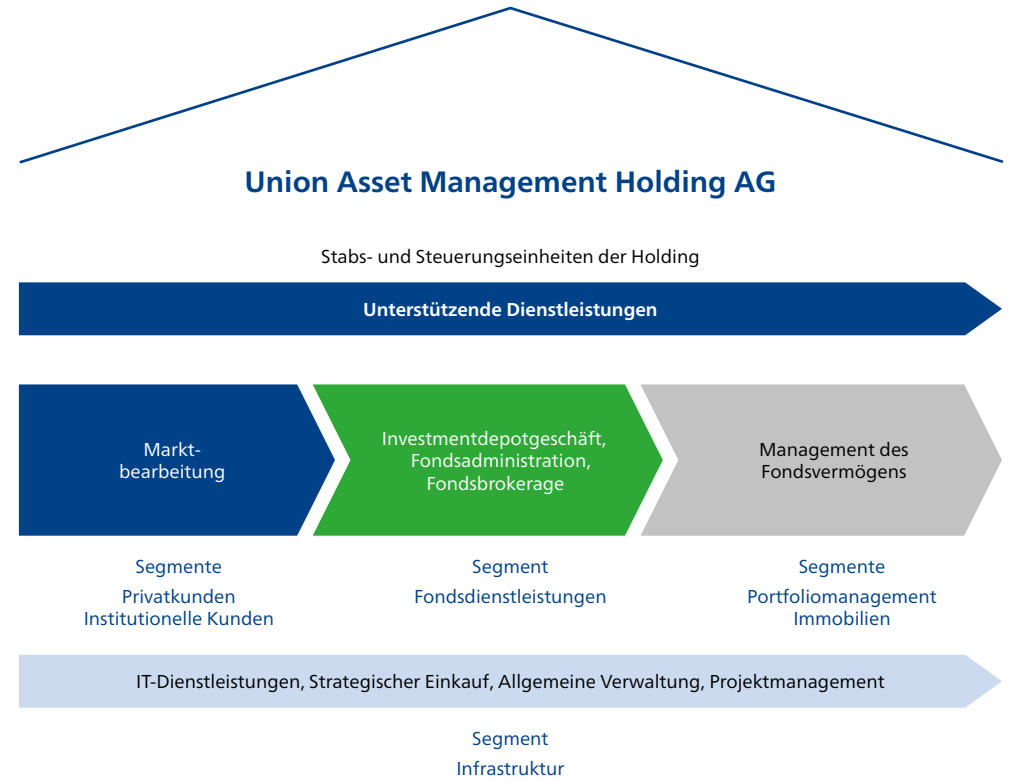 Union Asset Management Holding AG
Stabs- und Steuerungseinheiten der Holding
Unterstützende Dienstleistungen
Markt-
bearbeitung
Investmentdepotgeschäft,
Fondsadministration,
Fondsbrokerage
Management des
Fondsvermögens
Segmente
Privatkunden
Institutionelle Kunden
Segment
Fondsdienstleistungen
Segmente
Portfoliomanagement
Immobilien
IT-Dienstleistungen, Strategischer Einkauf, Allgemeine Verwaltung, Projektmanagement
Segment
Infrastruktur